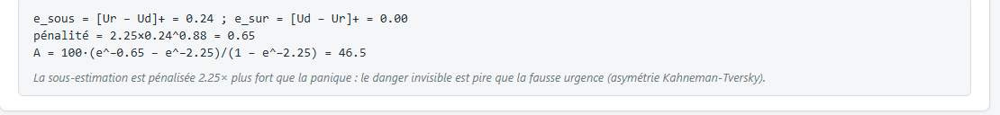 e_sous = [Ur − Ud]+ = 0.24 ; e_sur = [Ud − Ur]+ = 0.00
pénalité = 2.25×0.24^0.88 = 0.65
A = 100·(e^−0.65 − e^−2.25)/(1 − e^−2.25) = 46.5
La sous-estimation est pénalisée 2.25× plus fort que la panique : le danger invisible est pire que la fausse urgence (asymétrie Kahneman-Tversky).